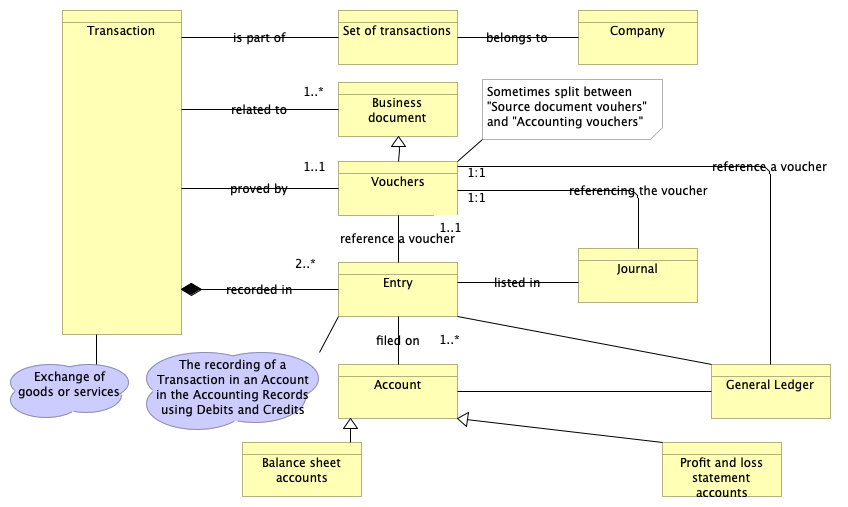 Transaction
is part of
Set of transactions
belongs to
Company
1..*
related to
Business
document
Sometimes split between
"Source document vouhers"
and "Accounting vouchers"
1..1
proved by
Vouchers
1:1
reference a voucher
1:1
referencing the voucher
1..1
reference a voucher
2..*
recorded in
Entry
listed in
Journal
filed on
1..*
Exchange of
goods or services
The recording of a
Transaction in an Account
in the Accounting Records
using Debits and Credits
Account
General Ledger
Balance sheet
accounts
Profit and loss
statement
accounts